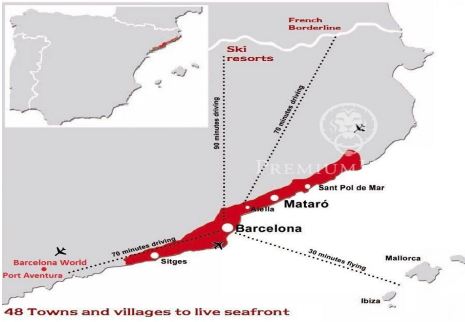 French
Borderline
Ski
resorts
90 minutes driving
70 minutes driving
PREMIUM
Sant Pol de Mar
Mataró
Alella
Barcelona
70 minutes driving
Barcelona World
Port Aventura
Sitges
30 minutes flying
Mallorca
Ibiza
48 Towns and villages to live seafront